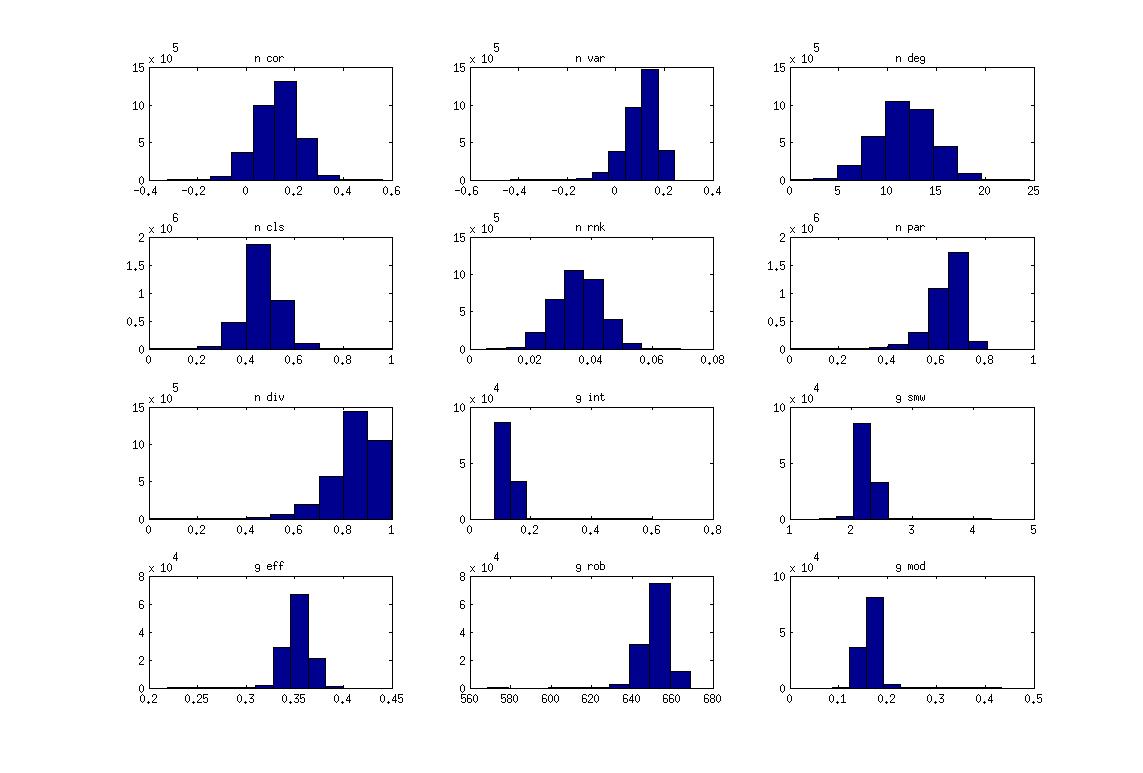 x 10 5 n cor
15
10
5
0
-0.4 -0.2 0 0.2 0.4 0.6
x 10 5 n var
15
10
5
0
-0.6 -0.4 -0.2 0 0.2 0.4
x 10 5 n deg
15
10
5
0
0 5 10 15 20 25
x 10 6 n cls
2
1.5
1
0.5
0
0 0.2 0.4 0.6 0.8 1
x 10 5 n rnk
15
10
5
0
0 0.02 0.04 0.06 0.08
x 10 6 n par
2
1.5
1
0.5
0
0 0.2 0.4 0.6 0.8 1
x 10 5 n div
15
10
5
0
0 0.2 0.4 0.6 0.8 1
x 10 4 g int
10
5
0
0 0.2 0.4 0.6 0.8
x 10 4 g smw
10
5
0
1 2 3 4 5
x 10 4 g eff
8
6
4
2
0
0.2 0.25 0.3 0.35 0.4 0.45
x 10 4 g rob
8
6
4
2
0
560 580 600 620 640 660 680
x 10 4 g mod
10
5
0
0 0.1 0.2 0.3 0.4 0.5